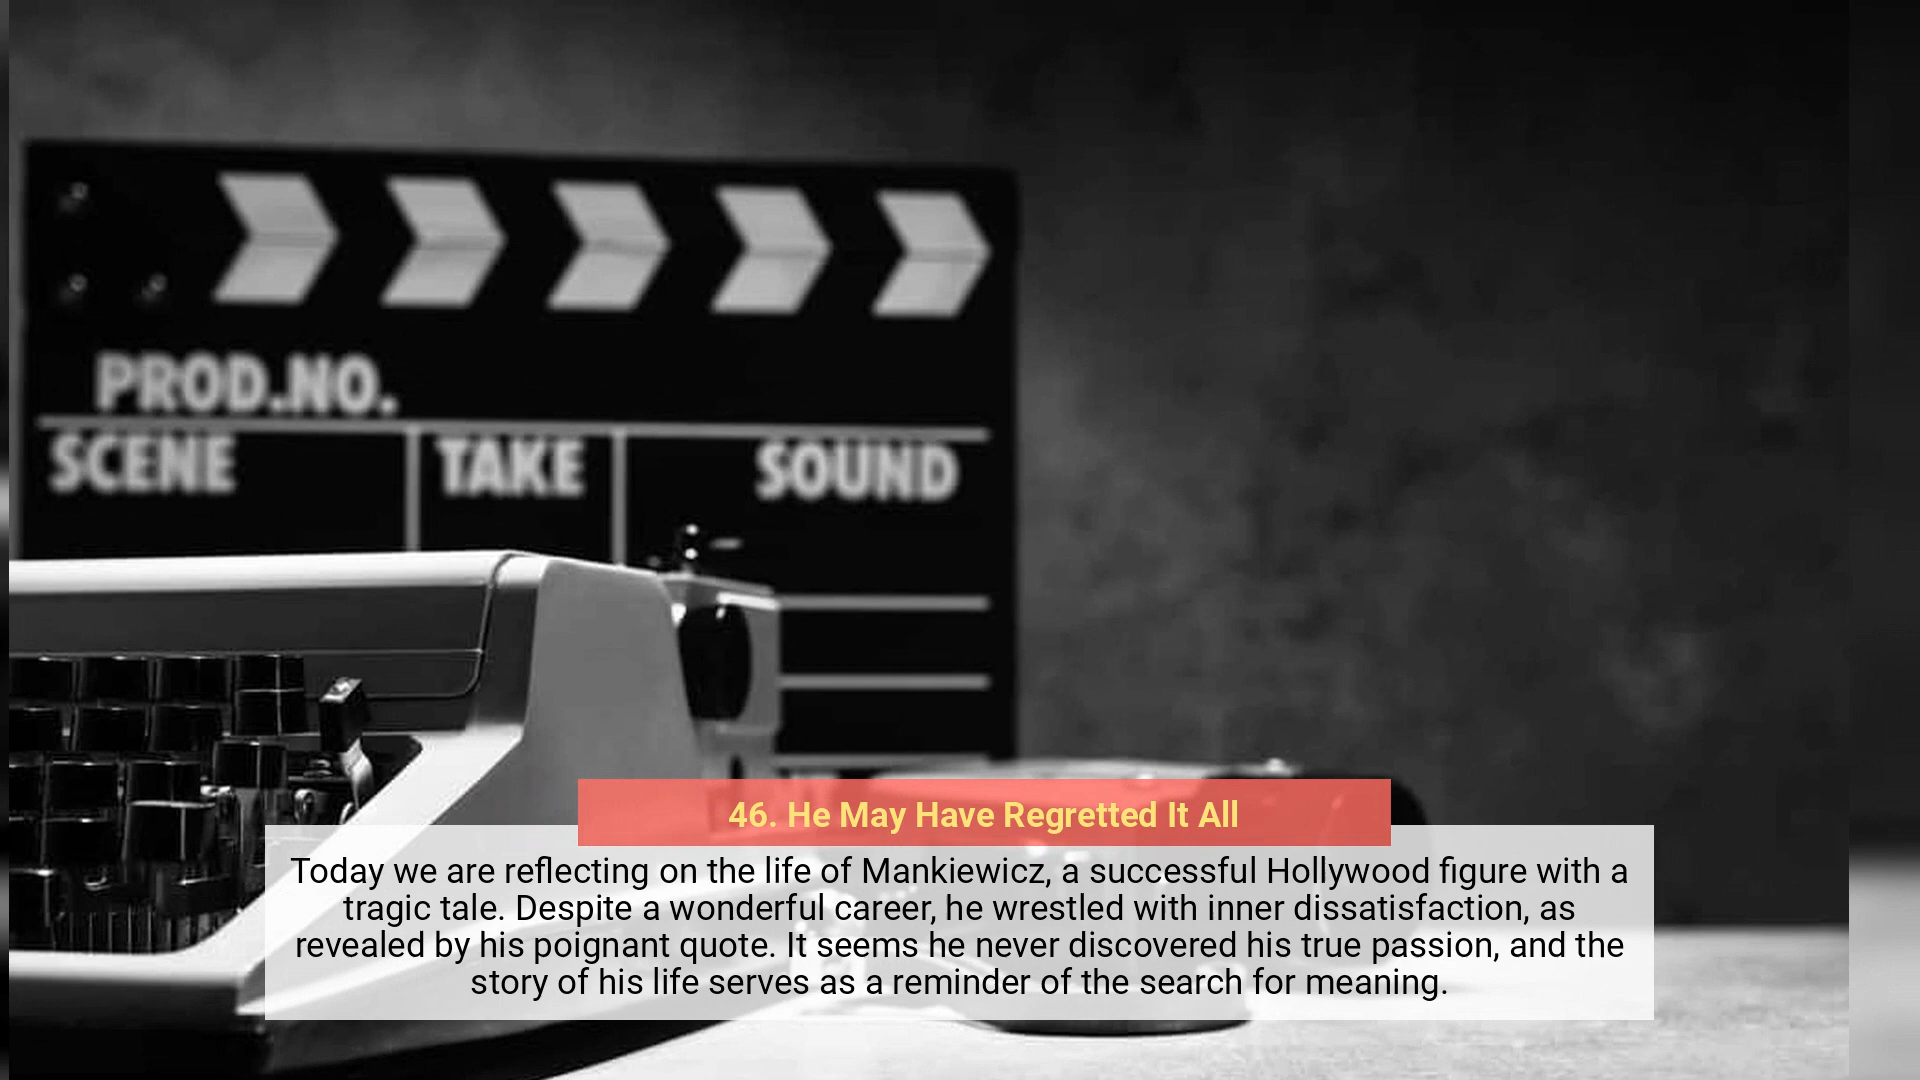 PROD.NO.
SCENE TAKE SOUND
46. He May Have Regretted It All
Today we are reflecting on the life of Mankiewicz, a successful Hollywood figure with a
tragic tale. Despite a wonderful career, he wrestled with inner dissatisfaction, as
revealed by his poignant quote. It seems he never discovered his true passion, and the
story of his life serves as a reminder of the search for meaning.